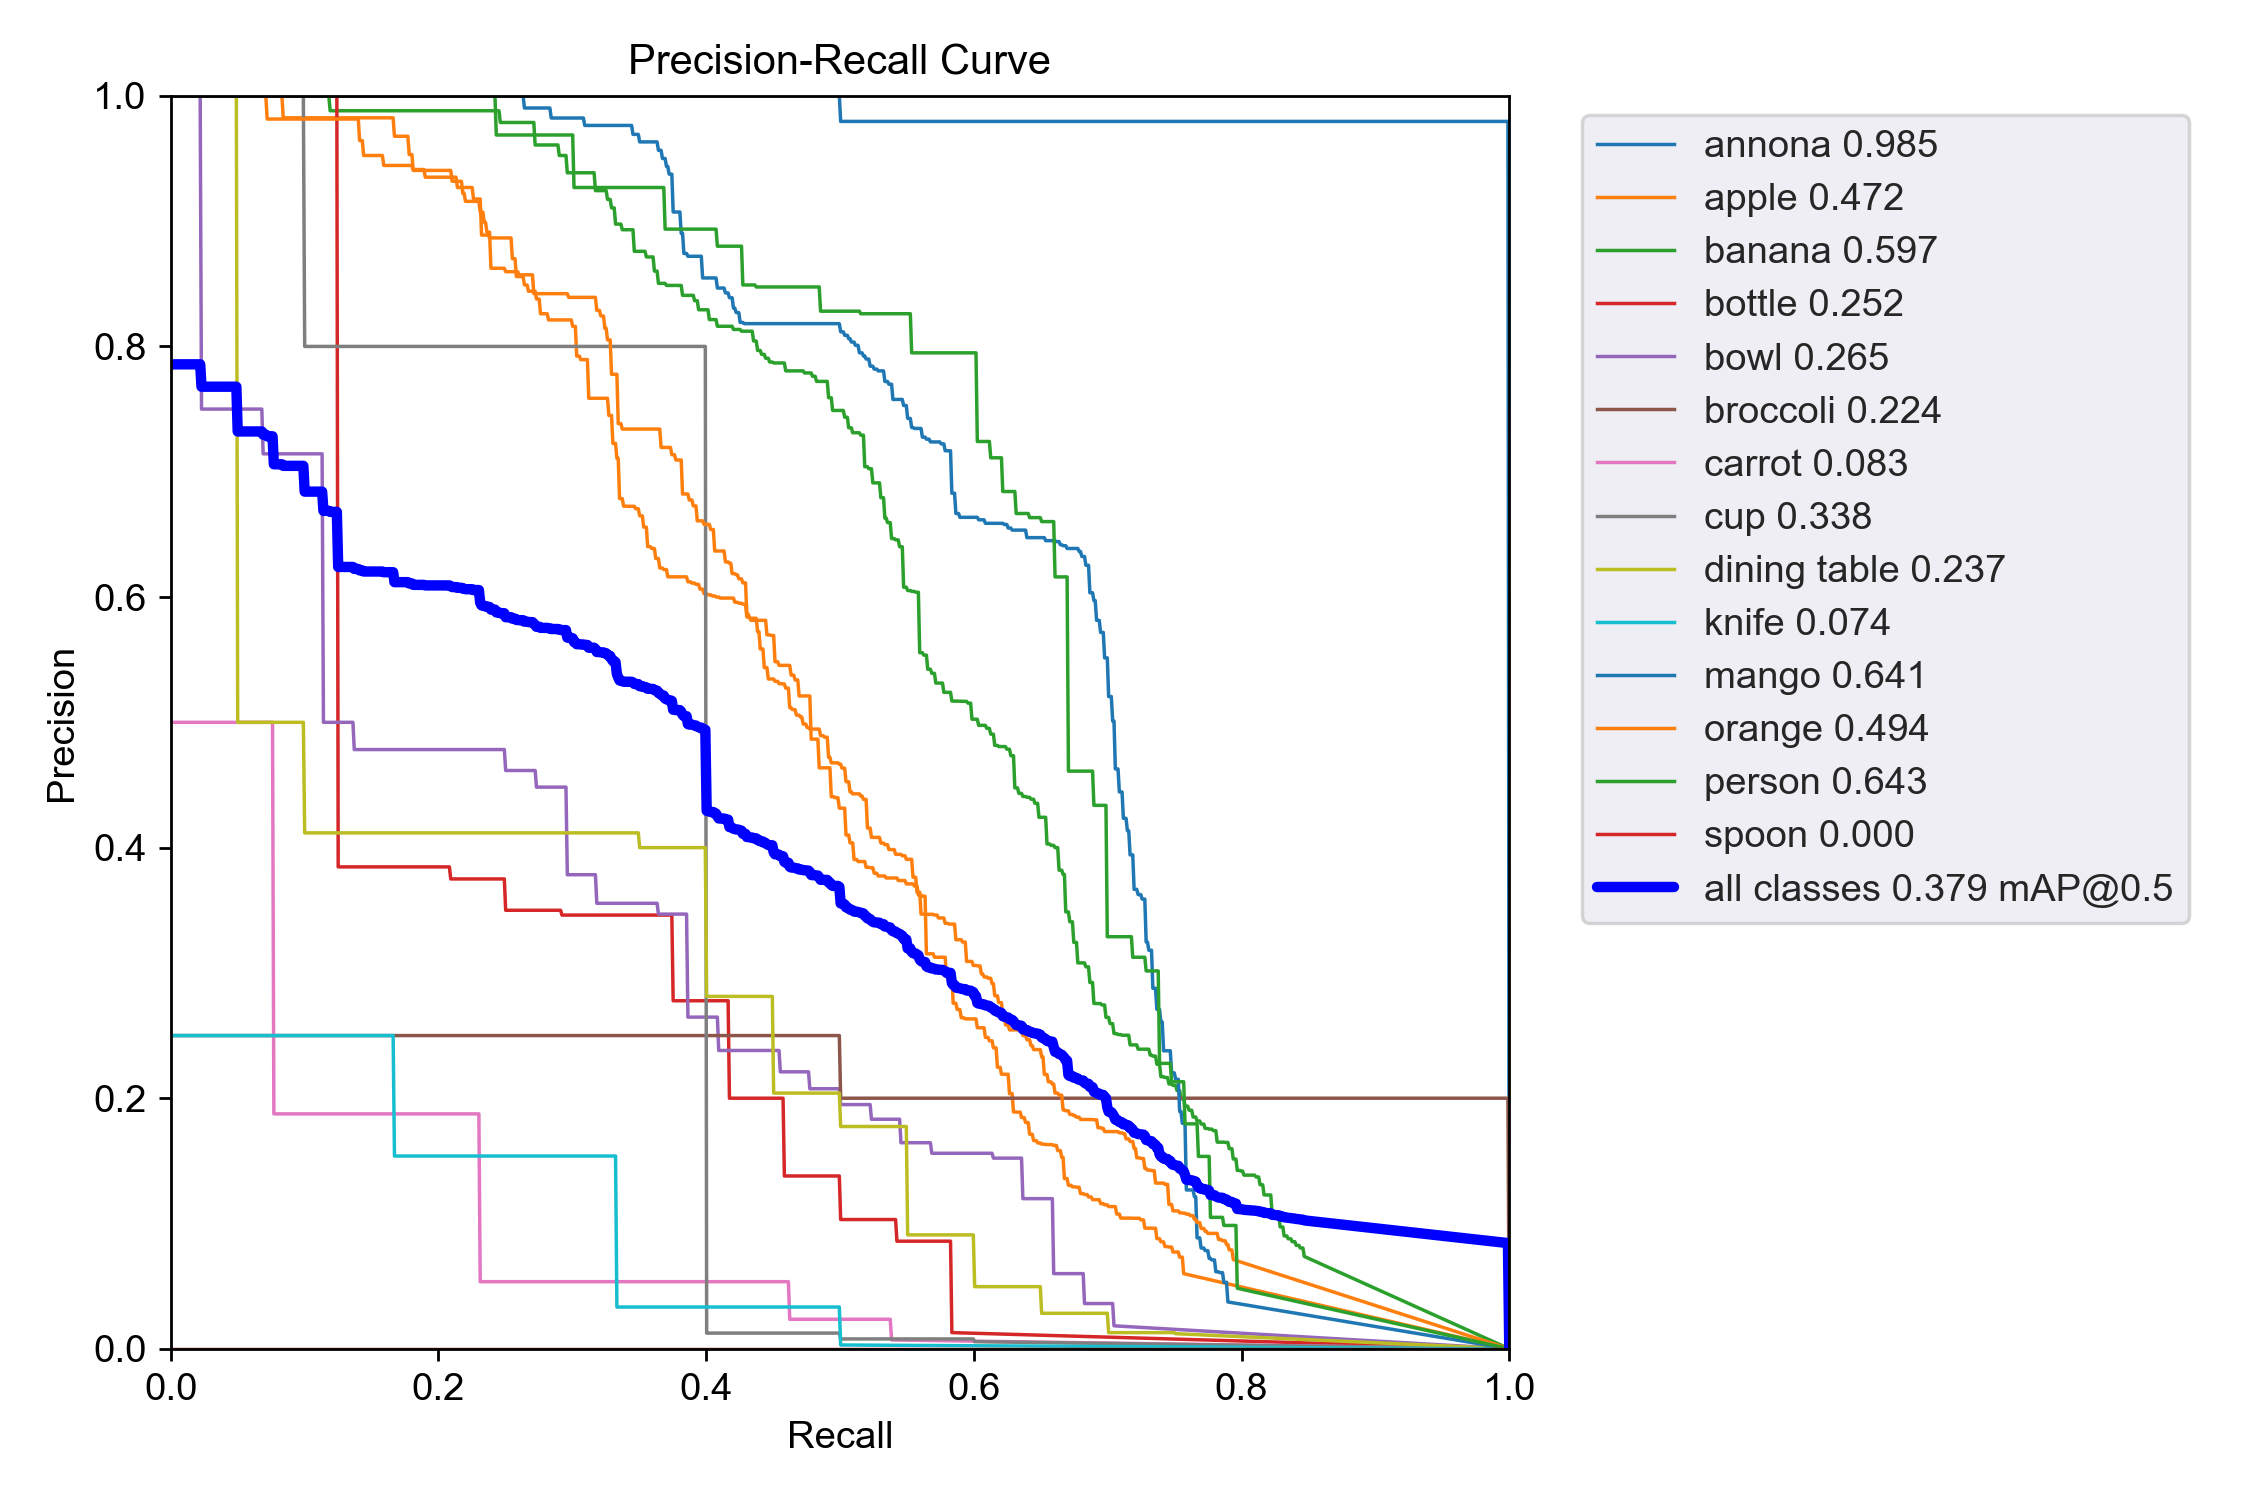 Precision-Recall Curve
1.0
0.8
0.6
0.4
0.2
0.0
Precision
0.0 0.2 0.4 0.6 0.8 1.0
Recall
annona 0.985
apple 0.472
banana 0.597
bottle 0.252
bowl 0.265
broccoli 0.224
carrot 0.083
cup 0.338
dining table 0.237
knife 0.074
mango 0.641
orange 0.494
person 0.643
spoon 0.000
all classes 0.379 mAP@0.5